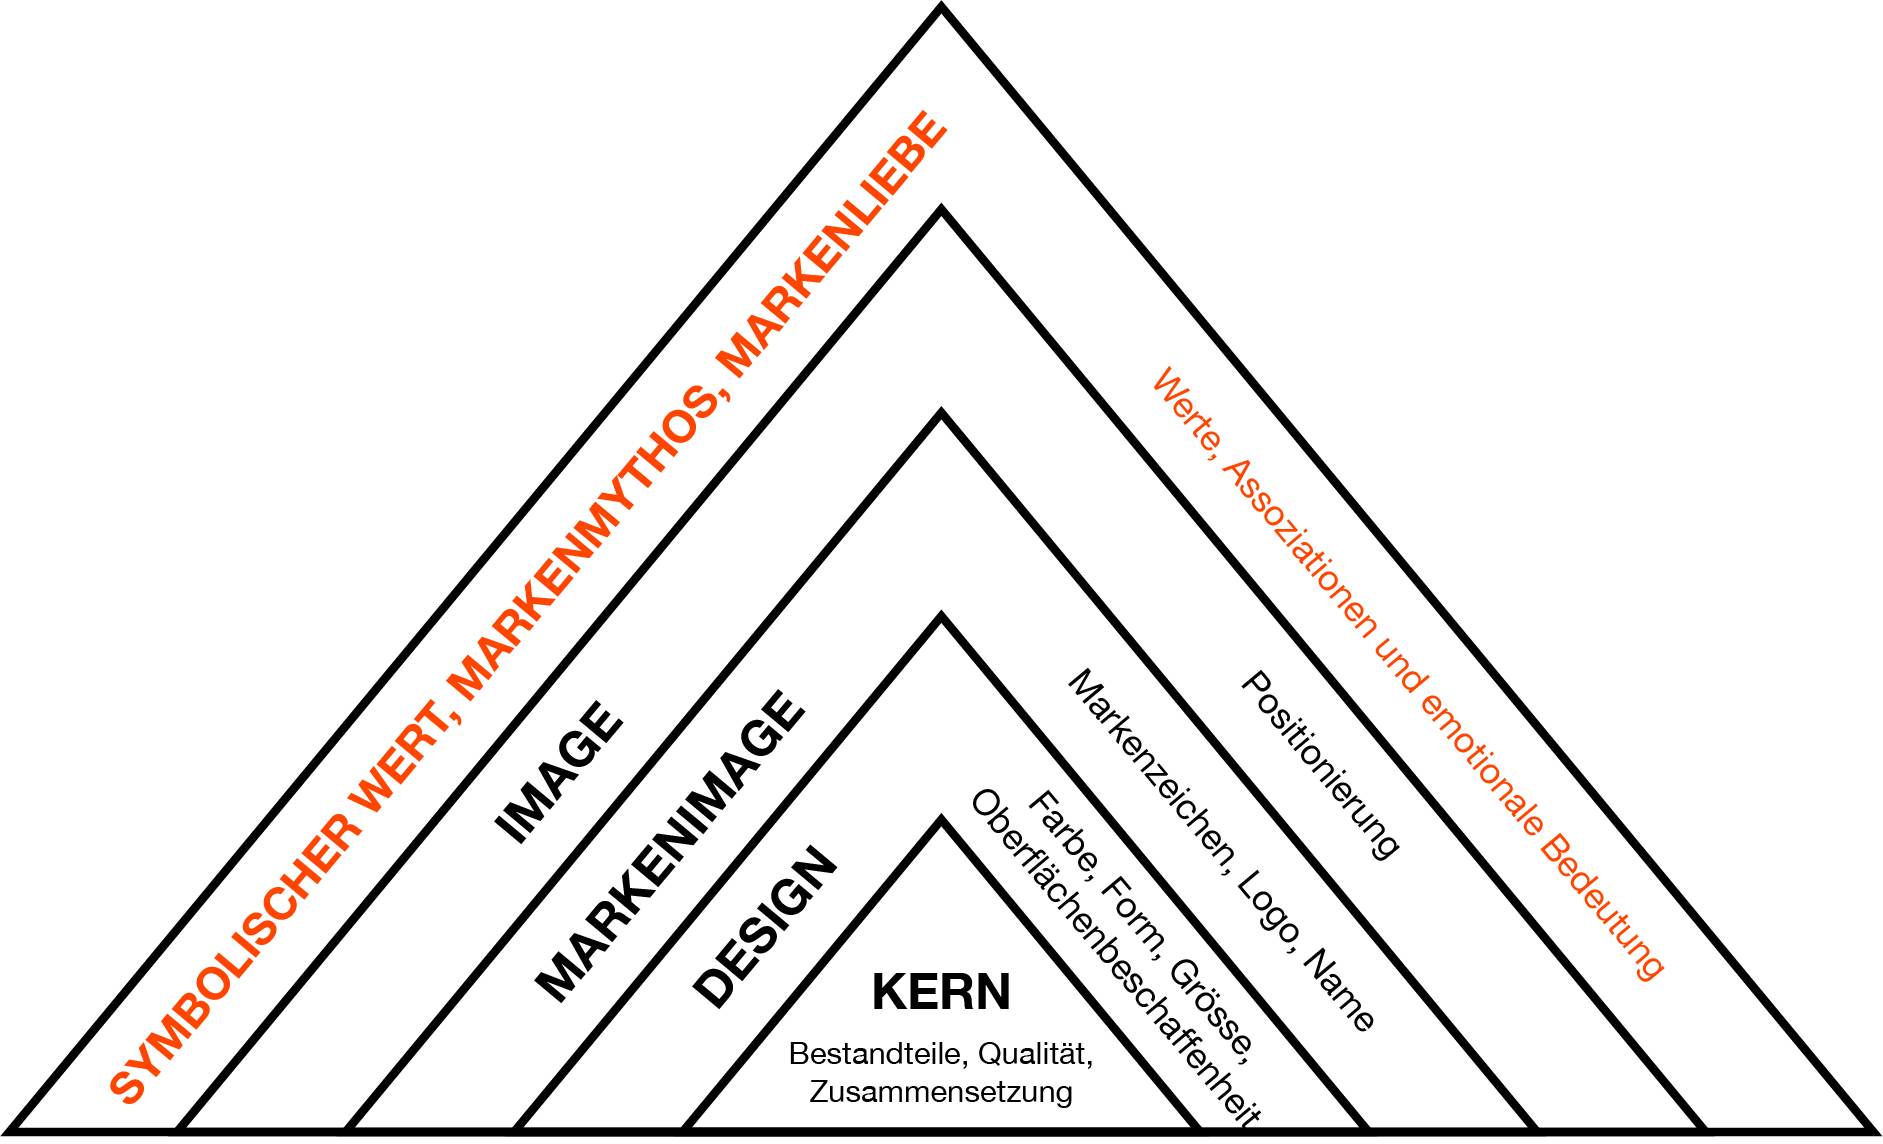 SYMBOLISCHER WERT, MARKENMYTHOS, MARKENLIEBE
Werte, Assoziationen und emotionale Bedeutung
IMAGE
Positionierung
MARKENIMAGE
Markenzeichen, Logo, Name
DESIGN
Farbe, Form, Grösse,
Oberflächenbeschaffenheit
KERN
Bestandteile, Qualität,
Zusammensetzung